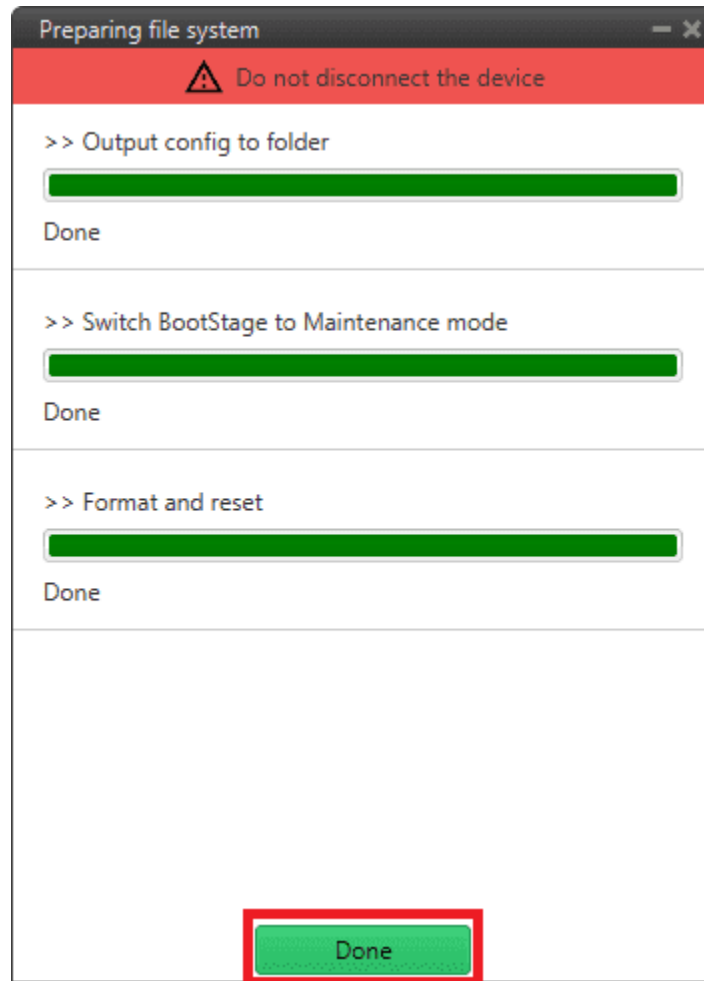 Preparing file system
Do not disconnect the device
>> Output config to folder
Done
>> Switch BootStage to Maintenance mode
Done
>> Format and reset
Done
Done